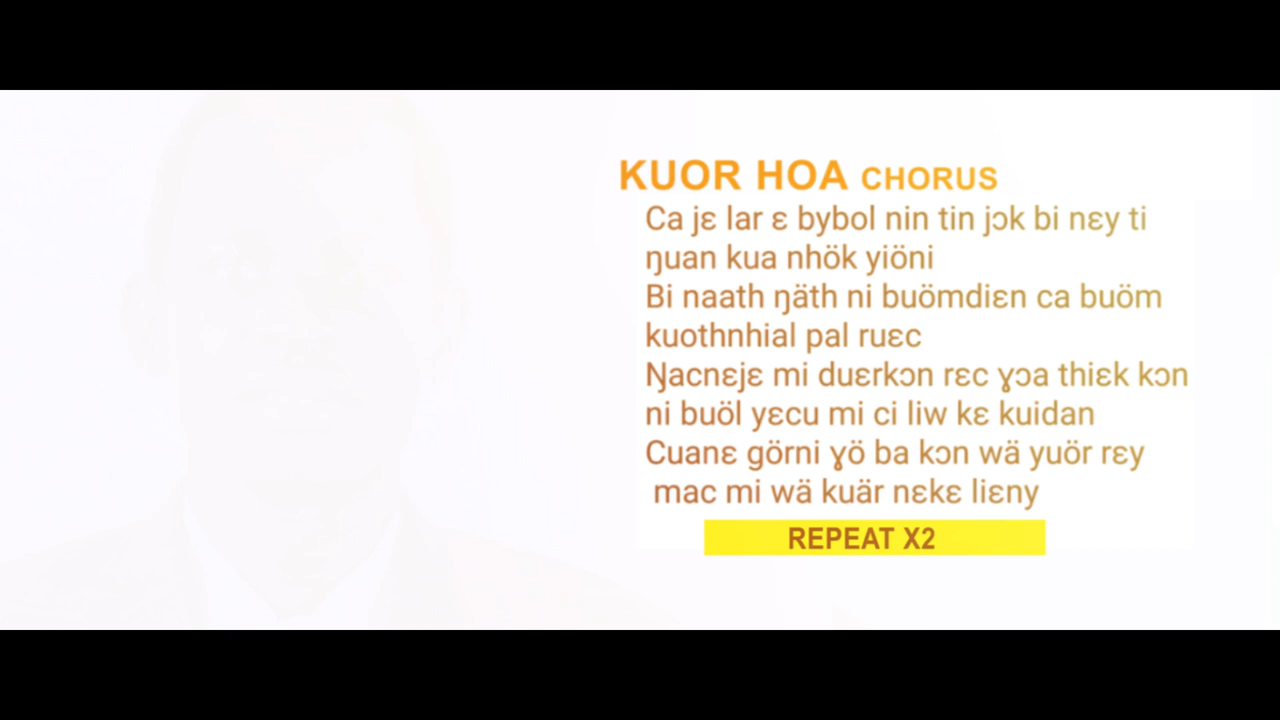 KUOR HOA CHORUS
Ca jɛ lar ɛ bybol nin tin jɔk bi nɛy ti
ŋuan kua nhök yiöni
Bi naath ŋäth ni buömdiɛn ca buöm
kuothnhial pal ruɛc
Ŋacnɛjɛ mi duɛrkɔn rɛc ɣɔa thiɛk kɔn
ni buöl yɛcu mi ci liw kɛ kuidan
Cuanɛ görni ɣö ba kɔn wä yuör rɛy
mac mi wä kuär nɛkɛ liɛny
REPEAT X2